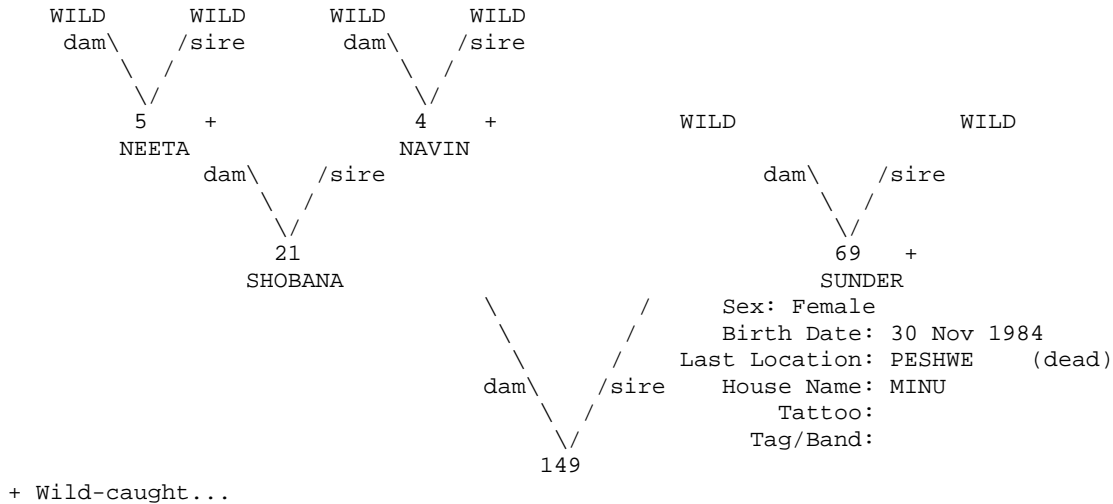 WILD WILD WILD WILD
dam\ /sire dam\ /sire
\ / \ /
\/ \/
5 + 4 + WILD WILD
NEETA NAVIN
dam\ /sire dam\ /sire
\ / \ /
\/ \/
21 69 +
SHOBANA SUNDER
\ / Sex: Female
\ / Birth Date: 30 Nov 1984
\ / Last Location: PESHWE (dead)
dam\ /sire House Name: MINU
\ / Tattoo:
\/ Tag/Band:
149
+ Wild-caught...